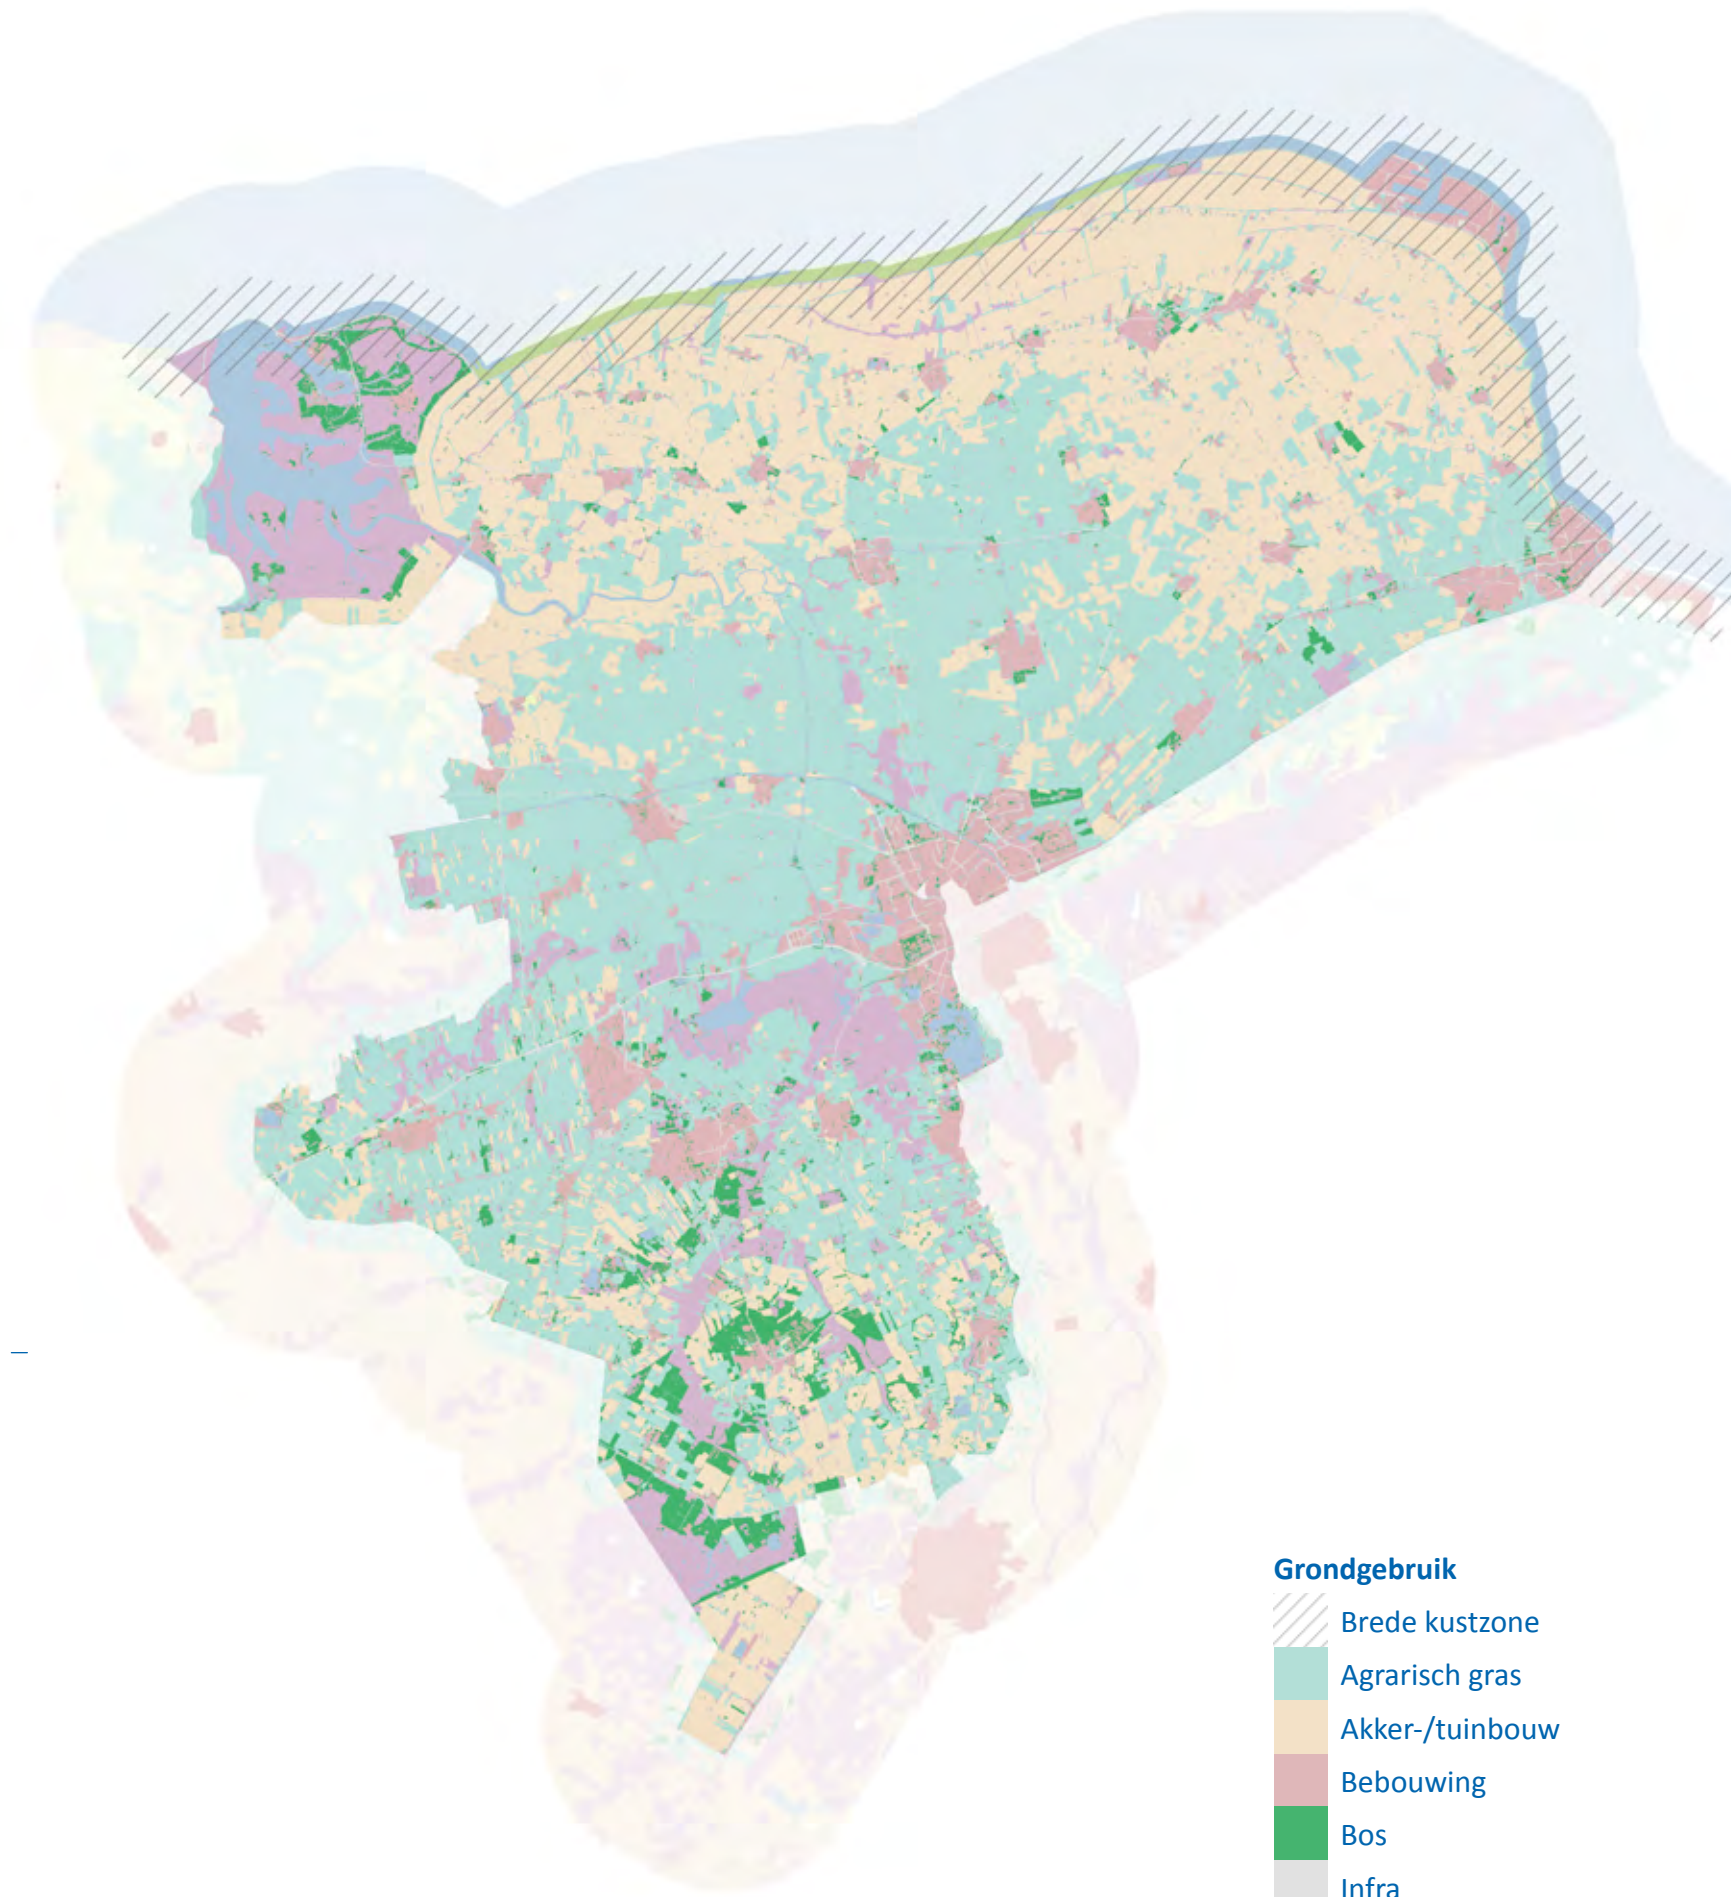 Grondgebruik
Brede kustzone
Agrarisch gras
Akker-/tuinbouw
Bebouwing
Bos
Infra